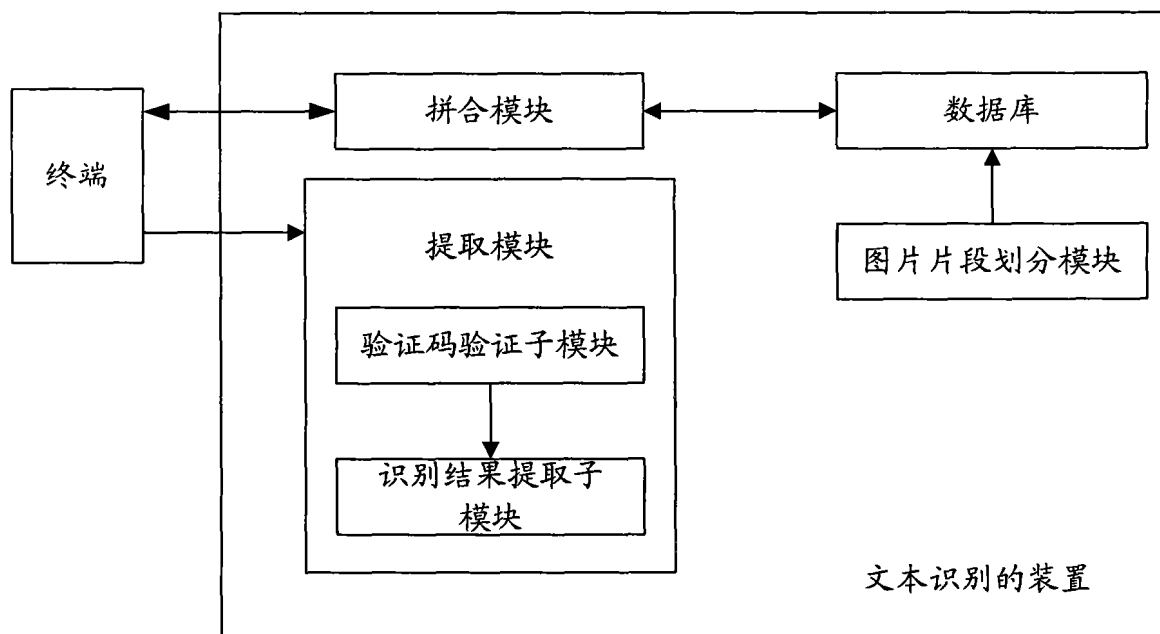 拼合模块
数据库
终端
提取模块
图片片段划分模块
验证码验证子模块
识别结果提取子
模块
文本识别的装置